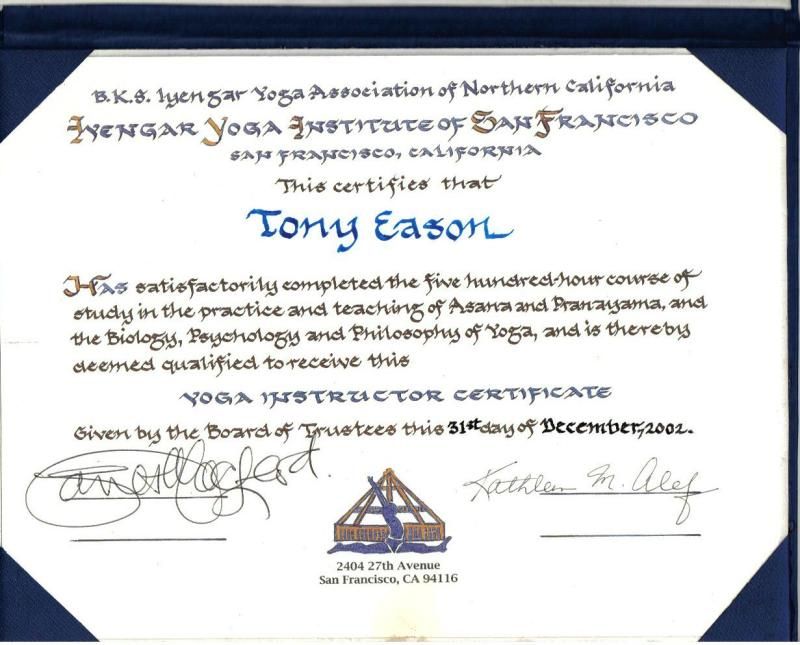 B.K.S. Iyengar Yoga Association of Northern California
Iyengar Yoga Institute of San Francisco
San Francisco, California
This certifies that
Tony Eason
Has satisfactorily completed the five hundred-hour course of
study in the practice and teaching of Asana and Pranayama, and
the Biology, Psychology and Philosophy of Yoga, and is thereby
deemed qualified to receive this
Yoga Instructor Certificate
Given by the Board of Trustees this 31st day of December, 2002.
Kathleen M. Alef
2404 27th Avenue
San Francisco, CA 94116